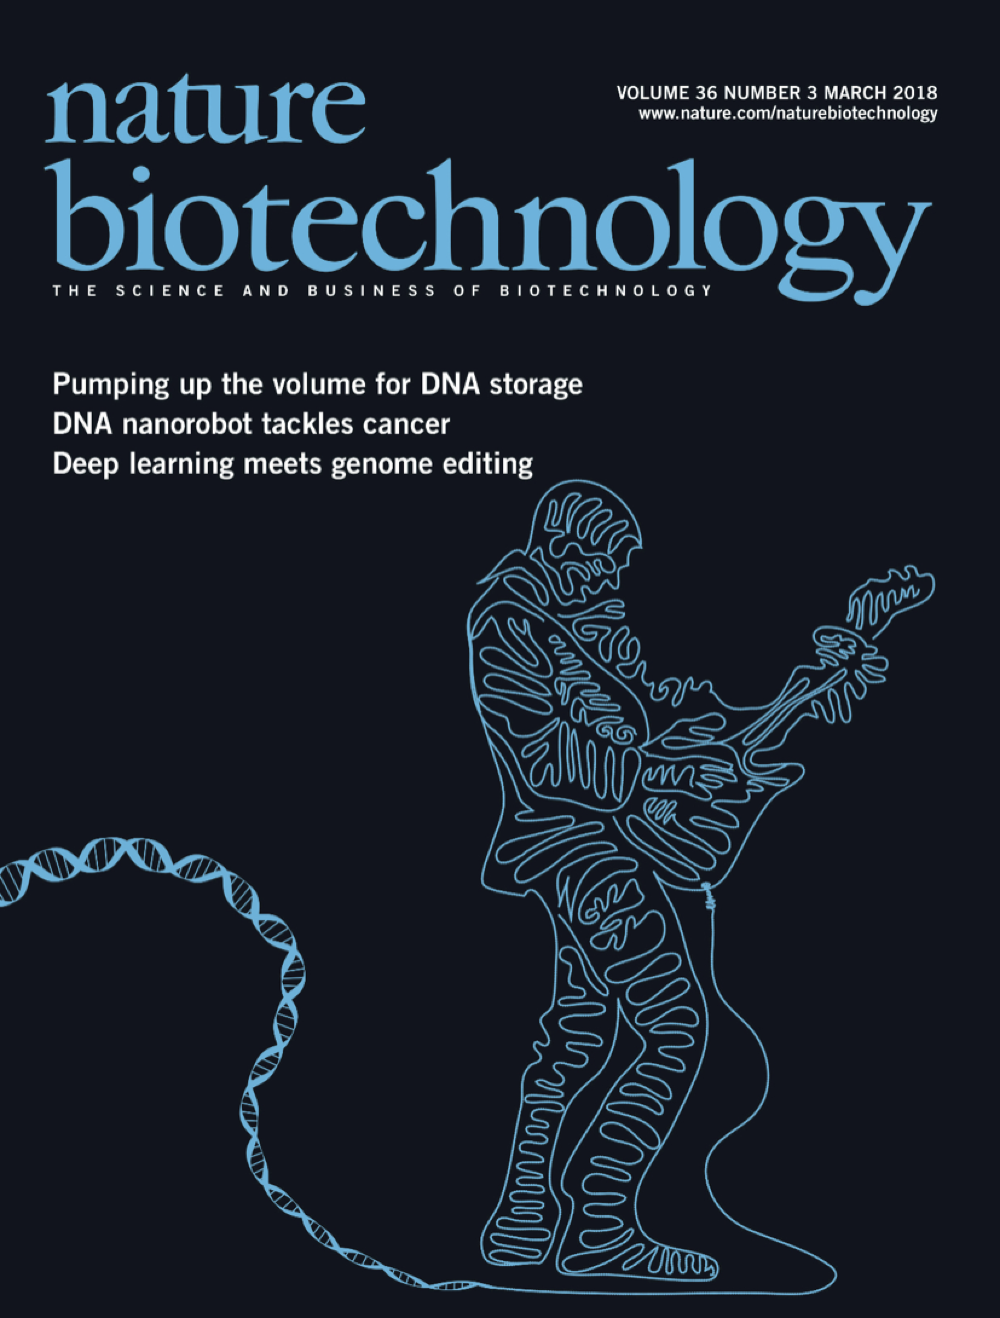 nature
VOLUME 36 NUMBER 3 MARCH 2018
www.nature.com/naturebiotechnology
biotechnology
THE SCIENCE AND BUSINESS OF BIOTECHNOLOGY
Pumping up the volume for DNA storage
DNA nanorobot tackles cancer
Deep learning meets genome editing